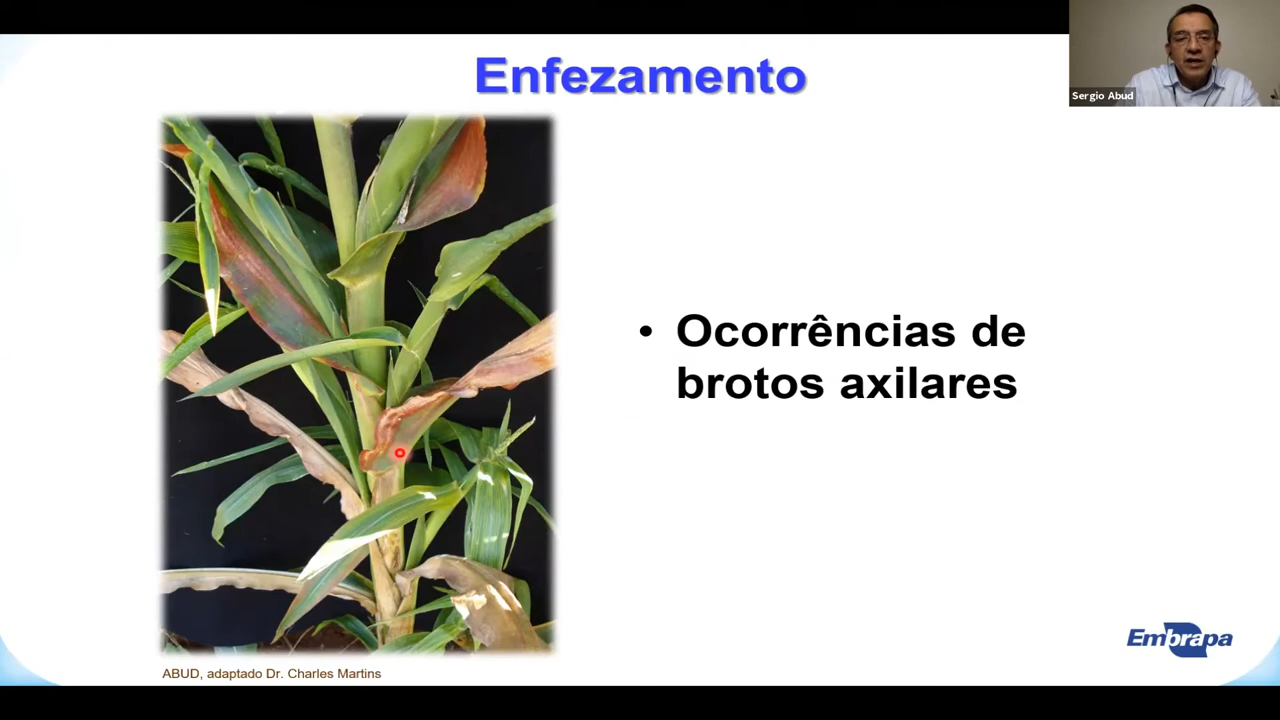 Enfezamento
Sergio Abud
• Ocorrências de
brotos axilares
Embrapa
ABUD, adaptado Dr. Charles Martins